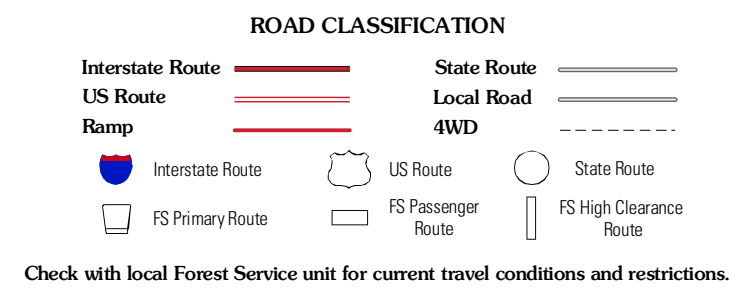 ROAD CLASSIFICATION
Interstate Route
State Route
US Route
Local Road
Ramp
4WD
Interstate Route
US Route
State Route
FS Primary Route
FS Passenger
Route
FS High Clearance
Route
Check with local Forest Service unit for current travel conditions and restrictions.